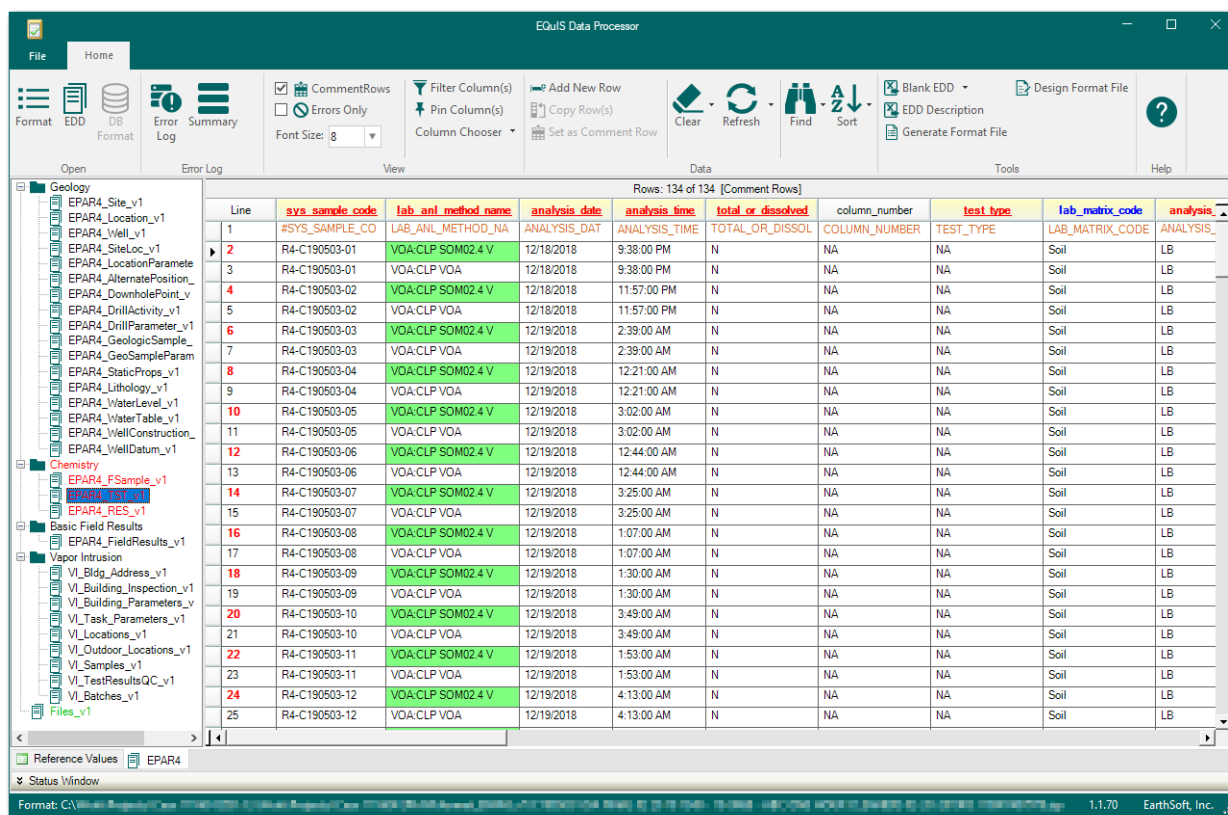 EQuIS Data Processor
File Home
Format EDD DB Format
Open
Error Log Summary
Error Log
CommentRows
Errors Only
Font Size: 8
Filter Column(s)
Pin Column(s)
Column Chooser
View
Add New Row
Copy Row(s)
Set as Comment Row
Clear Refresh Find Sort
Data
Blank EDD
EDD Description
Generate Format File
Design Format File
Tools
Help
Geology
EPAR4_Site_v1
EPAR4_Location_v1
EPAR4_Well_v1
EPAR4_SiteLoc_v1
EPAR4_LocationParamete
EPAR4_AlternatePosition_
EPAR4_DownholePoint_v
EPAR4_DrillActivity_v1
EPAR4_DrillParameter_v1
EPAR4_GeologicSample_
EPAR4_GeoSampleParam
EPAR4_StaticProps_v1
EPAR4_Lithology_v1
EPAR4_WaterLevel_v1
EPAR4_WaterTable_v1
EPAR4_WellConstruction_
EPAR4_WellDatum_v1
Chemistry
EPAR4_FSample_v1
EPAR4_TST_v1
EPAR4_RES_v1
Basic Field Results
EPAR4_FieldResults_v1
Vapor Intrusion
VI_Bldg_Address_v1
VI_Building_Inspection_v1
VI_Building_Parameters_v
VI_Task_Parameters_v1
VI_Locations_v1
VI_Outdoor_Locations_v1
VI_Samples_v1
VI_TestResultsQC_v1
VI_Batches_v1
Files_v1
Rows: 134 of 134 [Comment Rows]
Line sys_sample_code lab_anl_method_name analysis_date analysis_time total_or_dissolved column_number test_type lab_matrix_code analysis_
1 #SYS_SAMPLE_CO LAB_ANL_METHOD_NA ANALYSIS_DAT ANALYSIS_TIME TOTAL_OR_DISSOL COLUMN_NUMBER TEST_TYPE LAB_MATRIX_CODE ANALYSIS_
2 R4-C190503-01 VOA:CLP SOM02.4 V 12/18/2018 9:38:00 PM N NA NA Soil LB
3 R4-C190503-01 VOA:CLP VOA 12/18/2018 9:38:00 PM N NA NA Soil LB
4 R4-C190503-02 VOA:CLP SOM02.4 V 12/18/2018 11:57:00 PM N NA NA Soil LB
5 R4-C190503-02 VOA:CLP VOA 12/18/2018 11:57:00 PM N NA NA Soil LB
6 R4-C190503-03 VOA:CLP SOM02.4 V 12/19/2018 2:39:00 AM N NA NA Soil LB
7 R4-C190503-03 VOA:CLP VOA 12/19/2018 2:39:00 AM N NA NA Soil LB
8 R4-C190503-04 VOA:CLP SOM02.4 V 12/19/2018 12:21:00 AM N NA NA Soil LB
9 R4-C190503-04 VOA:CLP VOA 12/19/2018 12:21:00 AM N NA NA Soil LB
10 R4-C190503-05 VOA:CLP SOM02.4 V 12/19/2018 3:02:00 AM N NA NA Soil LB
11 R4-C190503-05 VOA:CLP VOA 12/19/2018 3:02:00 AM N NA NA Soil LB
12 R4-C190503-06 VOA:CLP SOM02.4 V 12/19/2018 12:44:00 AM N NA NA Soil LB
13 R4-C190503-06 VOA:CLP VOA 12/19/2018 12:44:00 AM N NA NA Soil LB
14 R4-C190503-07 VOA:CLP SOM02.4 V 12/19/2018 3:25:00 AM N NA NA Soil LB
15 R4-C190503-07 VOA:CLP VOA 12/19/2018 3:25:00 AM N NA NA Soil LB
16 R4-C190503-08 VOA:CLP SOM02.4 V 12/19/2018 1:07:00 AM N NA NA Soil LB
17 R4-C190503-08 VOA:CLP VOA 12/19/2018 1:07:00 AM N NA NA Soil LB
18 R4-C190503-09 VOA:CLP SOM02.4 V 12/19/2018 1:30:00 AM N NA NA Soil LB
19 R4-C190503-09 VOA:CLP VOA 12/19/2018 1:30:00 AM N NA NA Soil LB
20 R4-C190503-10 VOA:CLP SOM02.4 V 12/19/2018 3:49:00 AM N NA NA Soil LB
21 R4-C190503-10 VOA:CLP VOA 12/19/2018 3:49:00 AM N NA NA Soil LB
22 R4-C190503-11 VOA:CLP SOM02.4 V 12/19/2018 1:53:00 AM N NA NA Soil LB
23 R4-C190503-11 VOA:CLP VOA 12/19/2018 1:53:00 AM N NA NA Soil LB
24 R4-C190503-12 VOA:CLP SOM02.4 V 12/19/2018 4:13:00 AM N NA NA Soil LB
25 R4-C190503-12 VOA:CLP VOA 12/19/2018 4:13:00 AM N NA NA Soil LB
Reference Values EPAR4
Status Window
Format: C:\ 1.1.70 EarthSoft, Inc.